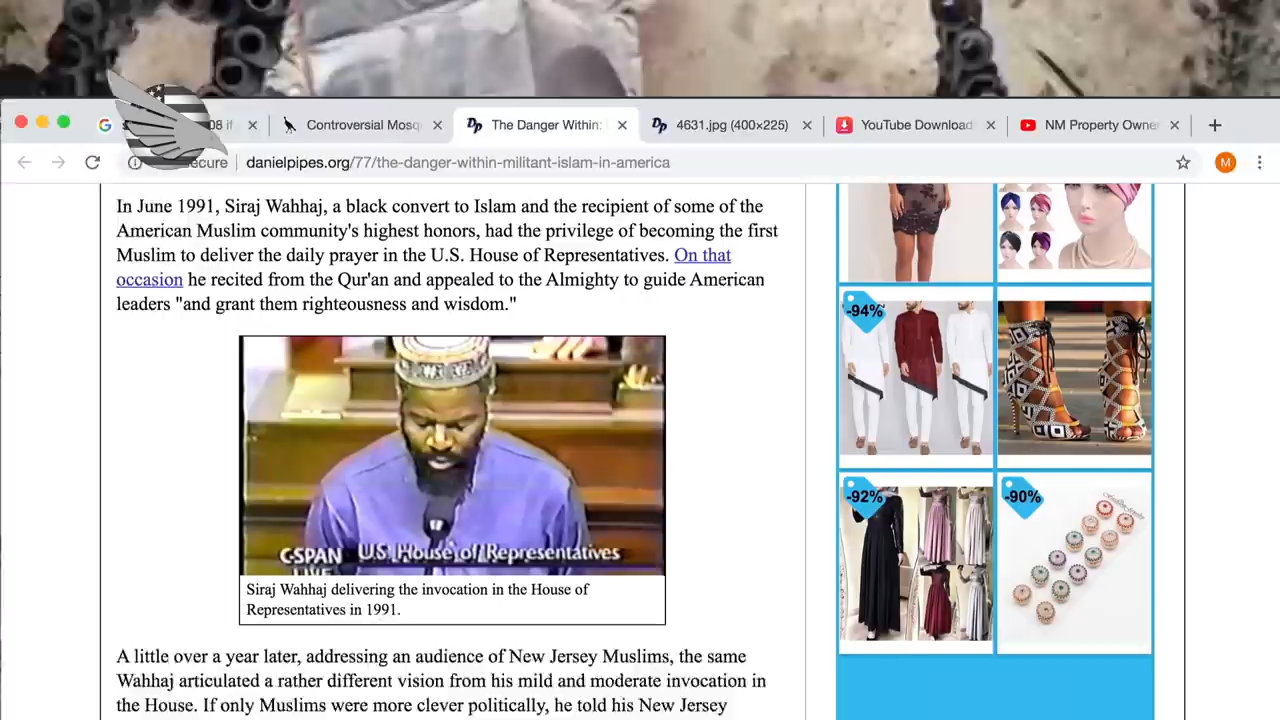 08 if
Controversial Mosq
The Danger Within:
4631.jpg (400×225)
YouTube Download
NM Property Owne
ecure
danielpipes.org/77/the-danger-within-militant-islam-in-america
M
In June 1991, Siraj Wahhaj, a black convert to Islam and the recipient of some of the
American Muslim community's highest honors, had the privilege of becoming the first
Muslim to deliver the daily prayer in the U.S. House of Representatives. On that
occasion he recited from the Qur'an and appealed to the Almighty to guide American
leaders "and grant them righteousness and wisdom."
CSPAN U.S. House of Representatives
LIVE
Siraj Wahhaj delivering the invocation in the House of
Representatives in 1991.
A little over a year later, addressing an audience of New Jersey Muslims, the same
Wahhaj articulated a rather different vision from his mild and moderate invocation in
the House. If only Muslims were more clever politically, he told his New Jersey
-94%
-92%
-90%